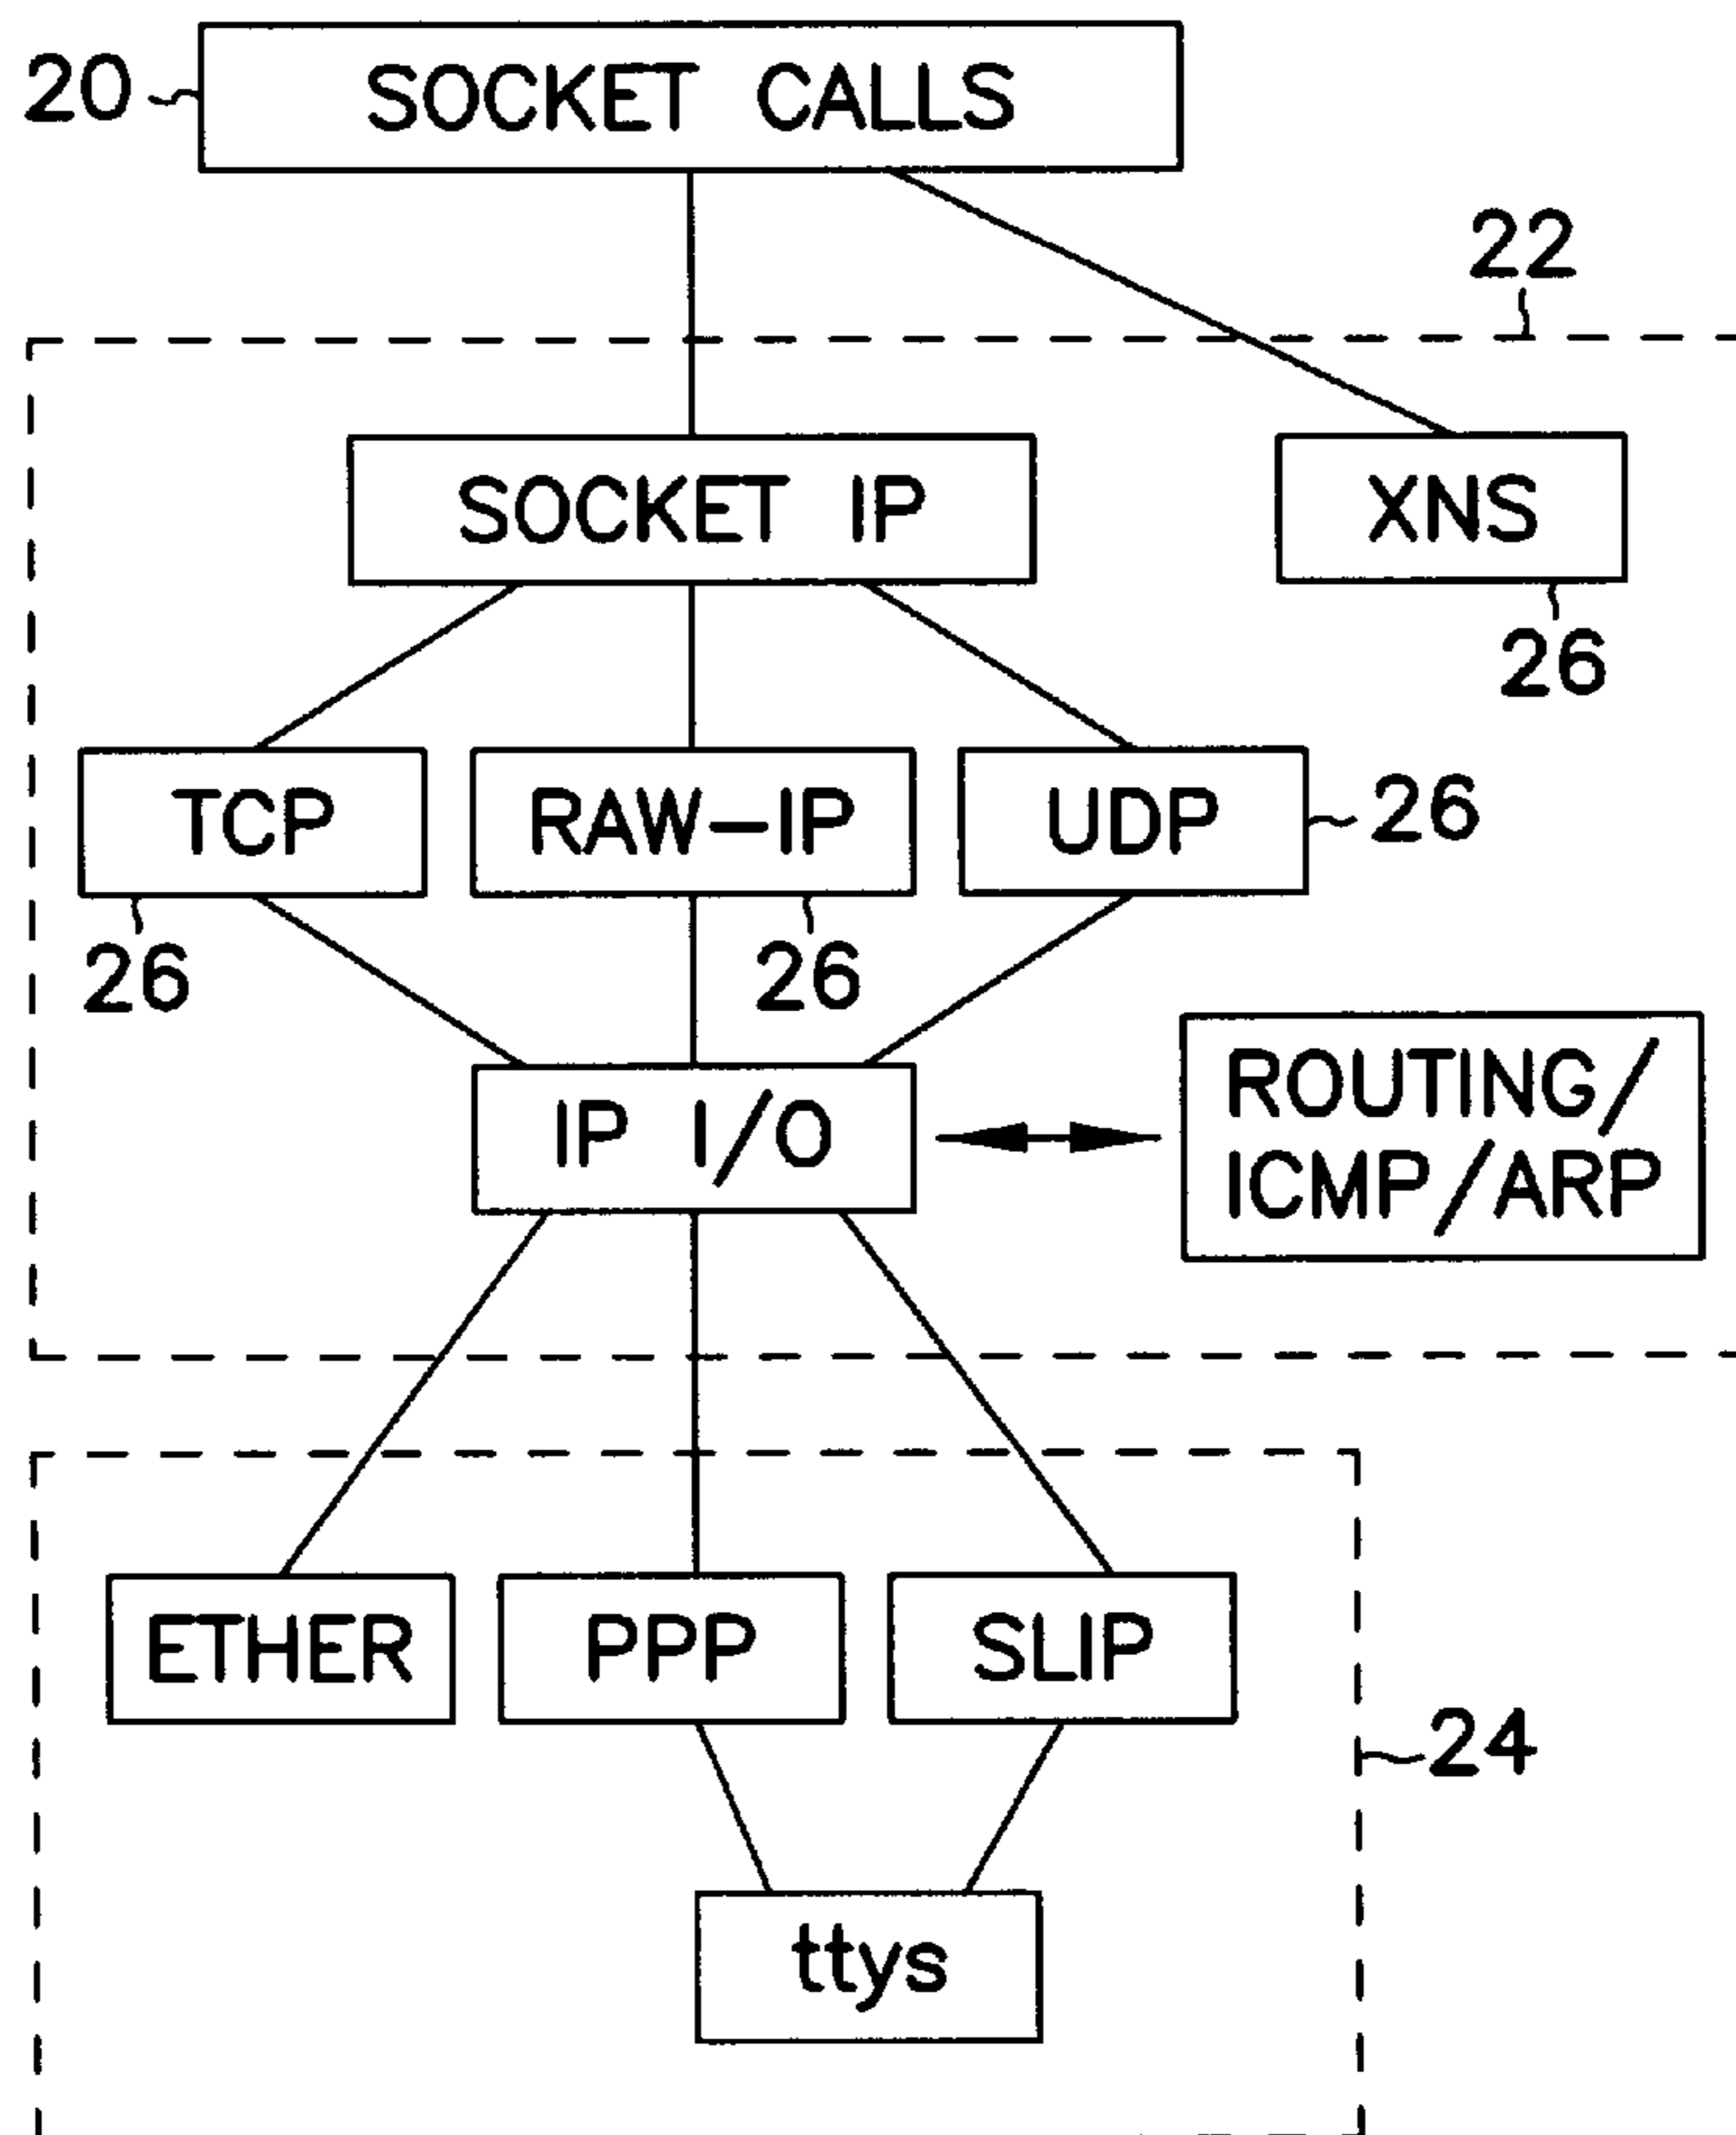 20
SOCKET CALLS
22
SOCKET IP
XNS
26
TCP
RAW-IP
UDP
26
26
26
IP I/O
ROUTING/
ICMP/ARP
ETHER
PPP
SLIP
24
ttys